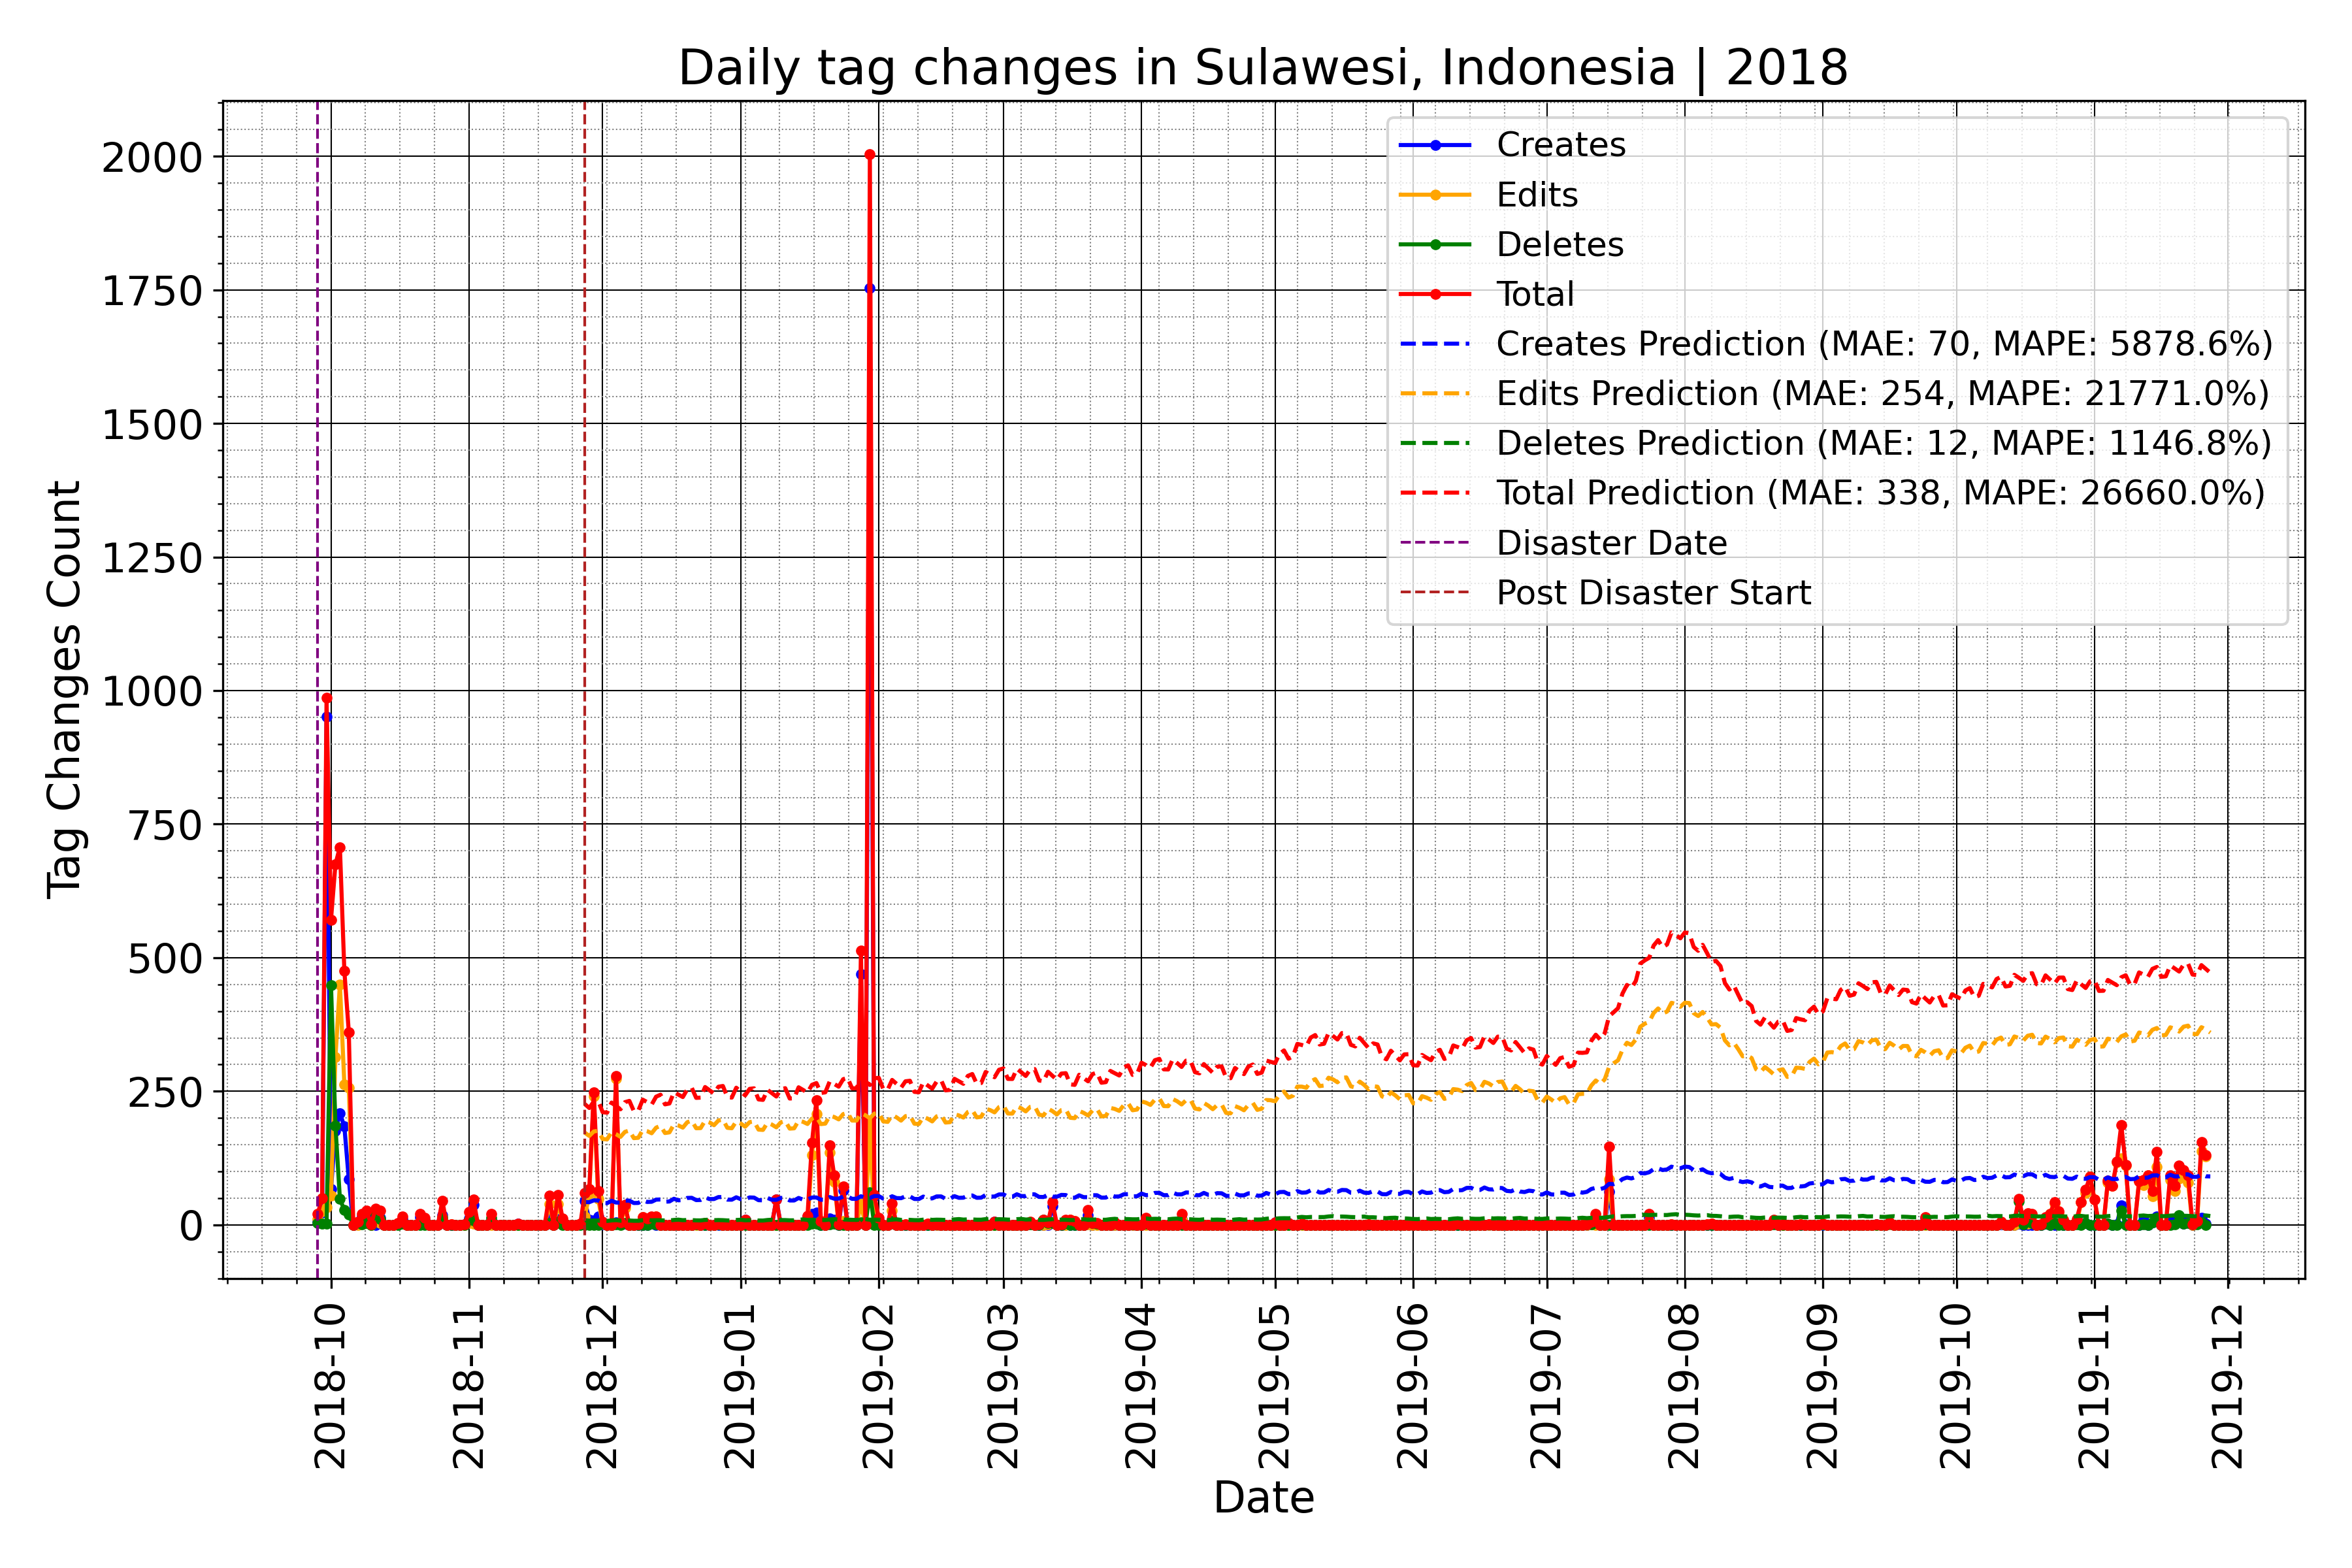 Daily tag changes in Sulawesi, Indonesia | 2018
Tag Changes Count
2000
1750
1500
1250
1000
750
500
250
0
Creates
Edits
Deletes
Total
Creates Prediction (MAE: 70, MAPE: 5878.6%)
Edits Prediction (MAE: 254, MAPE: 21771.0%)
Deletes Prediction (MAE: 12, MAPE: 1146.8%)
Total Prediction (MAE: 338, MAPE: 26660.0%)
Disaster Date
Post Disaster Start
2018-10
2018-11
2018-12
2019-01
2019-02
2019-03
2019-04
2019-05
2019-06
2019-07
2019-08
2019-09
2019-10
2019-11
2019-12
Date